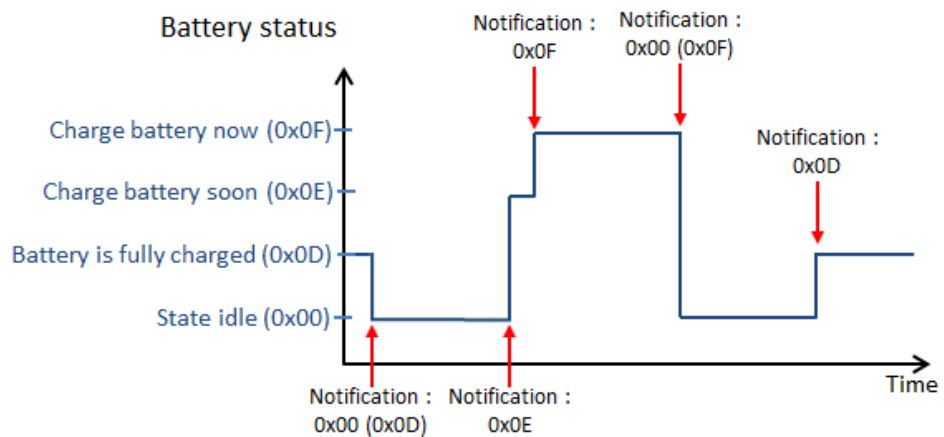 Battery status
Notification :
0x0F
Notification :
0x00 (0x0F)
Charge battery now (0x0F)
Notification :
0x0D
Charge battery soon (0x0E)
Battery is fully charged (0x0D)
State idle (0x00)
Time
Notification :
0x00 (0x0D)
Notification :
0x0E